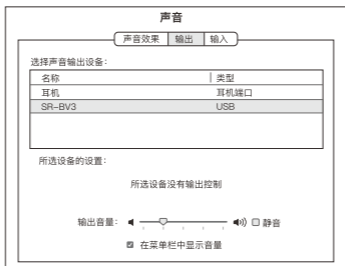 声音
声音效果 输出 输入
选择声音输出设备：
名称 类型
耳机 耳机端口
SR-BV3 USB
所选设备的设置：
所选设备没有输出控制
输出音量： 静音
在菜单栏中显示音量